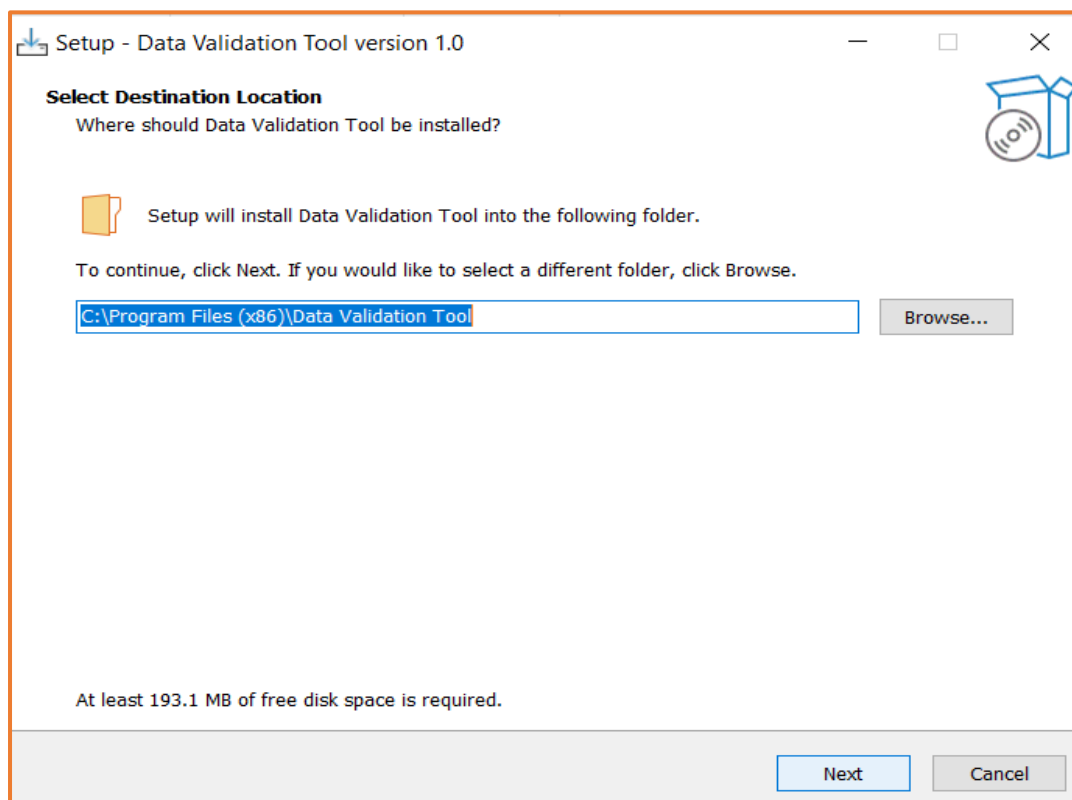 Setup - Data Validation Tool version 1.0
Select Destination Location
Where should Data Validation Tool be installed?
Setup will install Data Validation Tool into the following folder.
To continue, click Next. If you would like to select a different folder, click Browse.
C:\Program Files (x86)\Data Validation Tool
Browse...
At least 193.1 MB of free disk space is required.
Next
Cancel